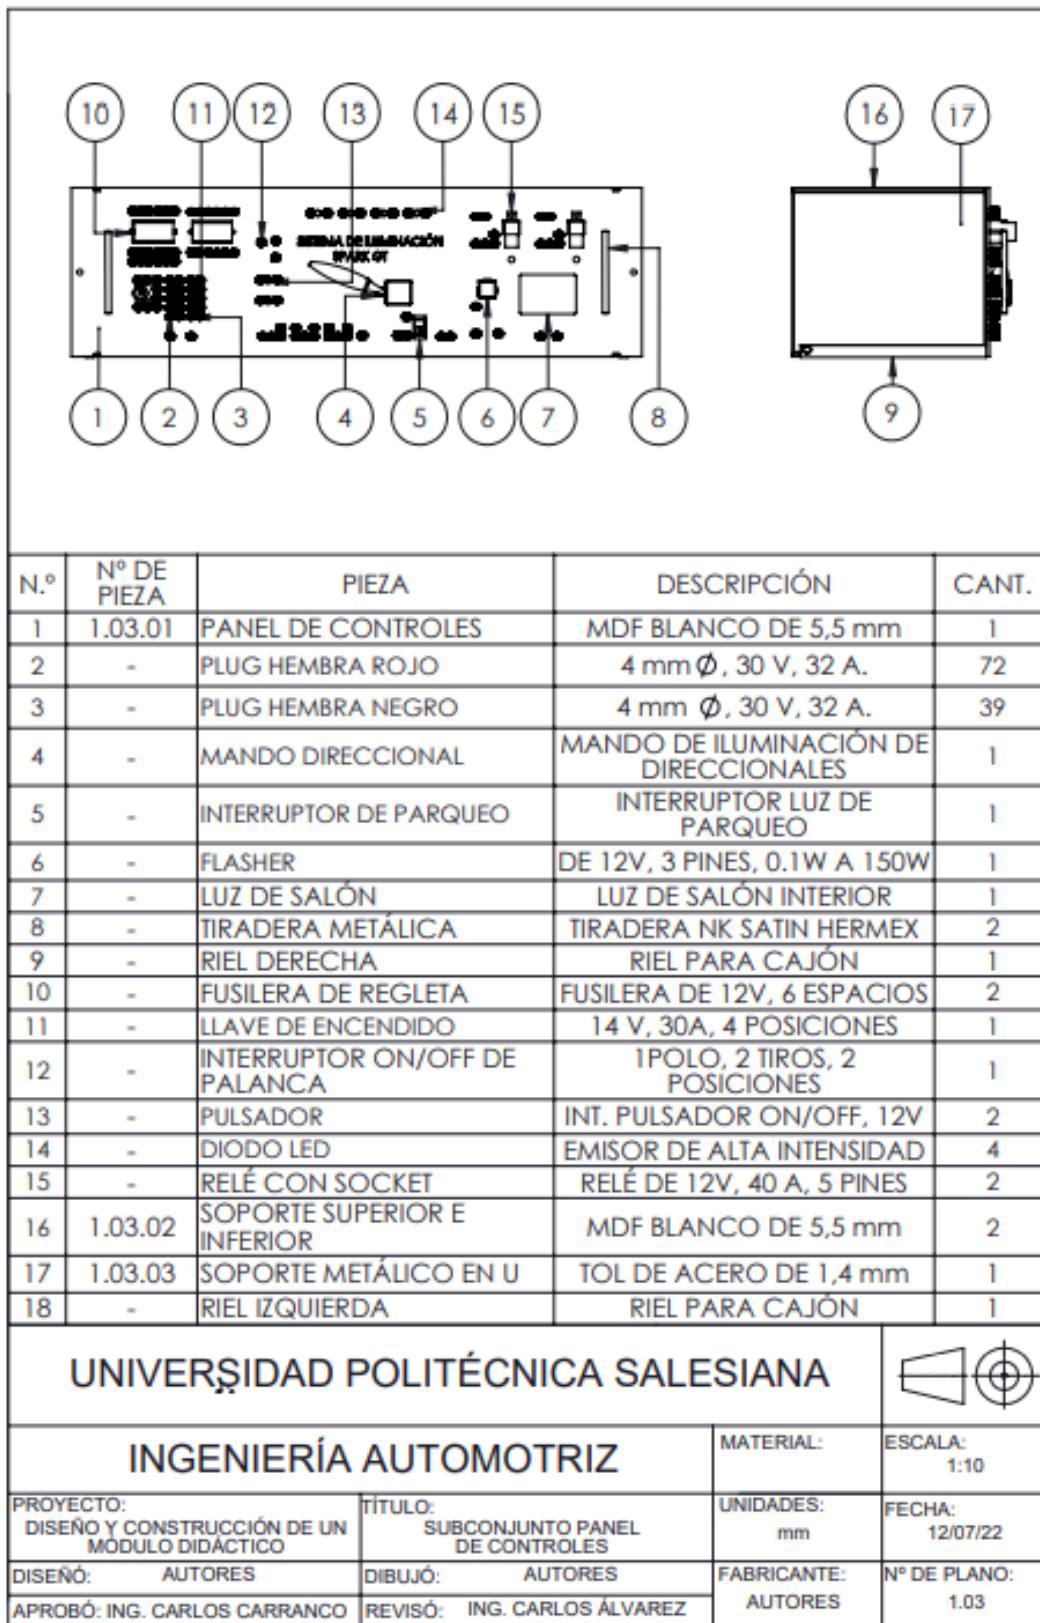 10 11 12 13 14 15 16 17
SISTEMA DE ILUMINACIÓN
SPARK GT
1 2 3 4 5 6 7 8 9
N.º Nº DE PIEZA PIEZA DESCRIPCIÓN CANT.
1 1.03.01 PANEL DE CONTROLES MDF BLANCO DE 5,5 mm 1
2 - PLUG HEMBRA ROJO 4 mm Ø, 30 V, 32 A. 72
3 - PLUG HEMBRA NEGRO 4 mm Ø, 30 V, 32 A. 39
4 - MANDO DIRECCIONAL MANDO DE ILUMINACIÓN DE DIRECCIONALES 1
5 - INTERRUPTOR DE PARQUEO INTERRUPTOR LUZ DE PARQUEO 1
6 - FLASHER DE 12V, 3 PINES, 0.1W A 150W 1
7 - LUZ DE SALÓN LUZ DE SALÓN INTERIOR 1
8 - TIRADERA METÁLICA TIRADERA NK SATIN HERMEX 2
9 - RIEL DERECHA RIEL PARA CAJÓN 1
10 - FUSILERA DE REGLETA FUSILERA DE 12V, 6 ESPACIOS 2
11 - LLAVE DE ENCENDIDO 14 V, 30A, 4 POSICIONES 1
12 - INTERRUPTOR ON/OFF DE PALANCA 1POLO, 2 TIROS, 2 POSICIONES 1
13 - PULSADOR INT. PULSADOR ON/OFF, 12V 2
14 - DIODO LED EMISOR DE ALTA INTENSIDAD 4
15 - RELÉ CON SOCKET RELÉ DE 12V, 40 A, 5 PINES 2
16 1.03.02 SOPORTE SUPERIOR E INFERIOR MDF BLANCO DE 5,5 mm 2
17 1.03.03 SOPORTE METÁLICO EN U TOL DE ACERO DE 1,4 mm 1
18 - RIEL IZQUIERDA RIEL PARA CAJÓN 1
UNIVERSIDAD POLITÉCNICA SALESIANA
INGENIERÍA AUTOMOTRIZ
MATERIAL:
ESCALA:
1:10
PROYECTO:
DISEÑO Y CONSTRUCCIÓN DE UN
MÓDULO DIDÁCTICO
TÍTULO:
SUBCONJUNTO PANEL
DE CONTROLES
UNIDADES:
mm
FECHA:
12/07/22
DISEÑÓ: AUTORES
DIBUJÓ: AUTORES
FABRICANTE:
AUTORES
Nº DE PLANO:
1.03
APROBÓ: ING. CARLOS CARRANCO
REVISÓ: ING. CARLOS ÁLVAREZ